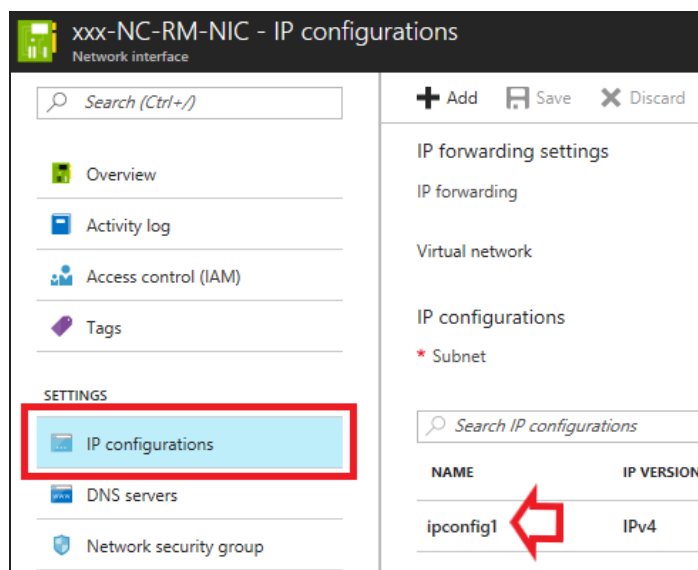 xxx-NC-RM-NIC - IP configurations
Network interface
Search (Ctrl+/)
Overview
Activity log
Access control (IAM)
Tags
SETTINGS
IP configurations
DNS servers
Network security group
Add Save Discard
IP forwarding settings
IP forwarding
Virtual network
IP configurations
* Subnet
Search IP configurations
NAME IP VERSION
ipconfig1 IPv4